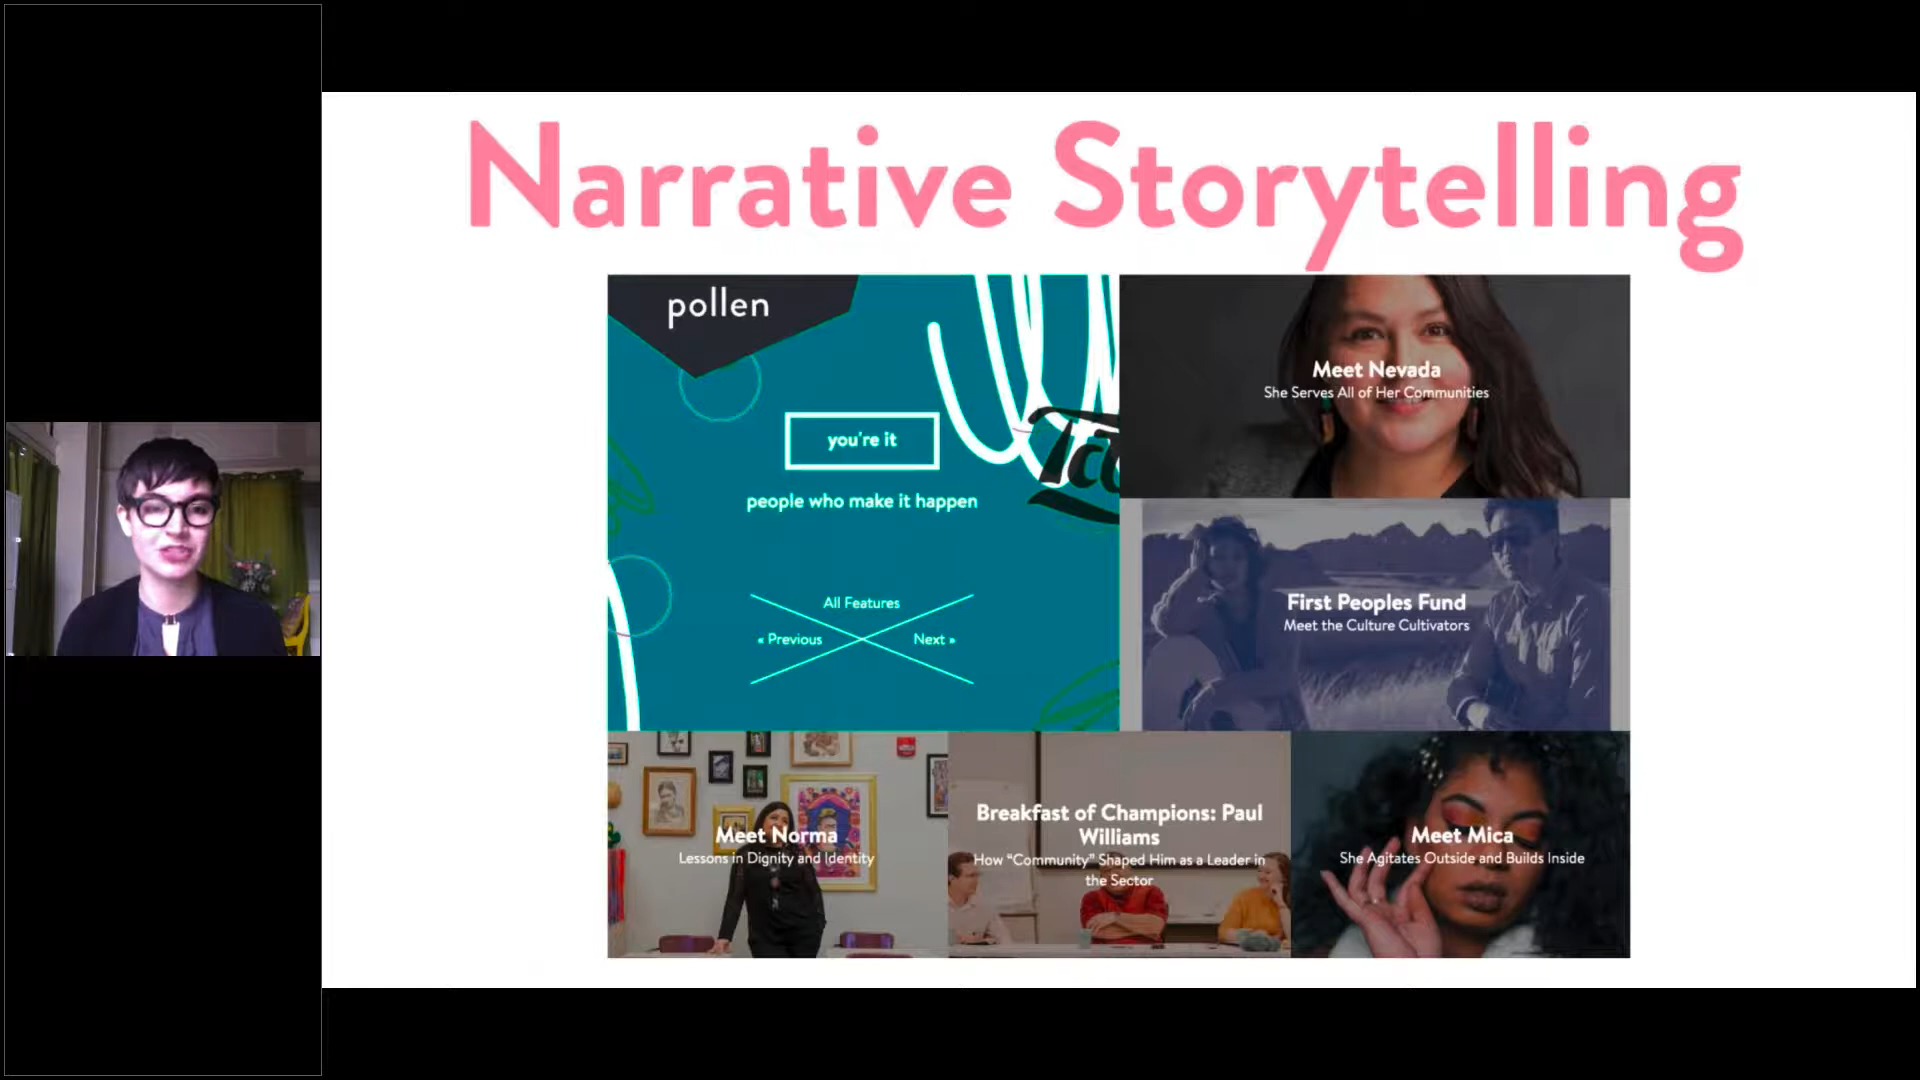 Narrative Storytelling
pollen
you're it
people who make it happen
All Features
« Previous
Next »
Meet Nevada
She Serves All of Her Communities
First Peoples Fund
Meet the Culture Cultivators
Meet Norma
Lessons in Dignity and Identity
Breakfast of Champions: Paul
Williams
How “Community” Shaped Him as a Leader in
the Sector
Meet Mica
She Agitates Outside and Builds Inside